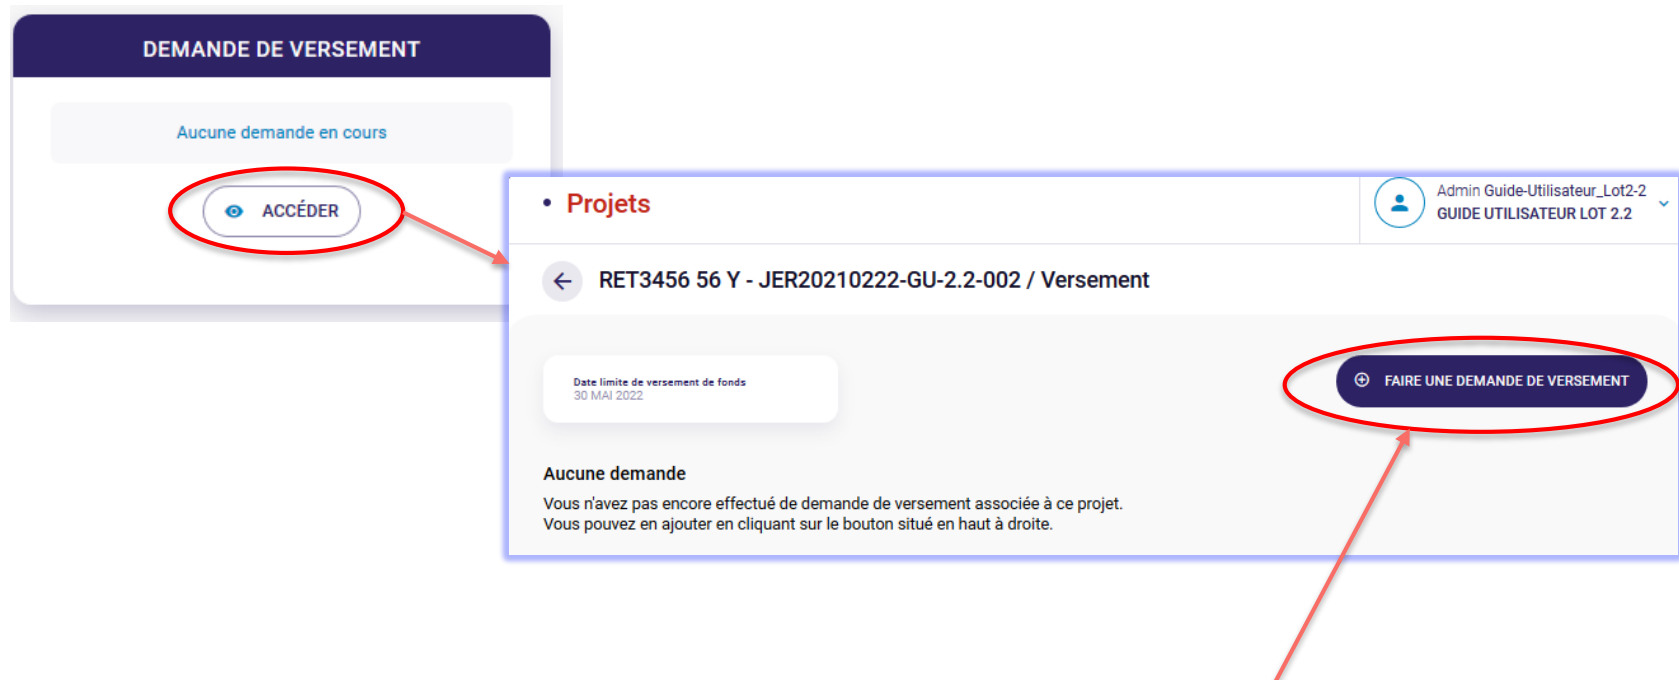 DEMANDE DE VERSEMENT
Aucune demande en cours
ACCÉDER
• Projets
Admin Guide-Utilisateur_Lot2-2
GUIDE UTILISATEUR LOT 2.2
RET3456 56 Y - JER20210222-GU-2.2-002 / Versement
Date limite de versement de fonds
30 MAI 2022
FAIRE UNE DEMANDE DE VERSEMENT
Aucune demande
Vous n'avez pas encore effectué de demande de versement associée à ce projet.
Vous pouvez en ajouter en cliquant sur le bouton situé en haut à droite.